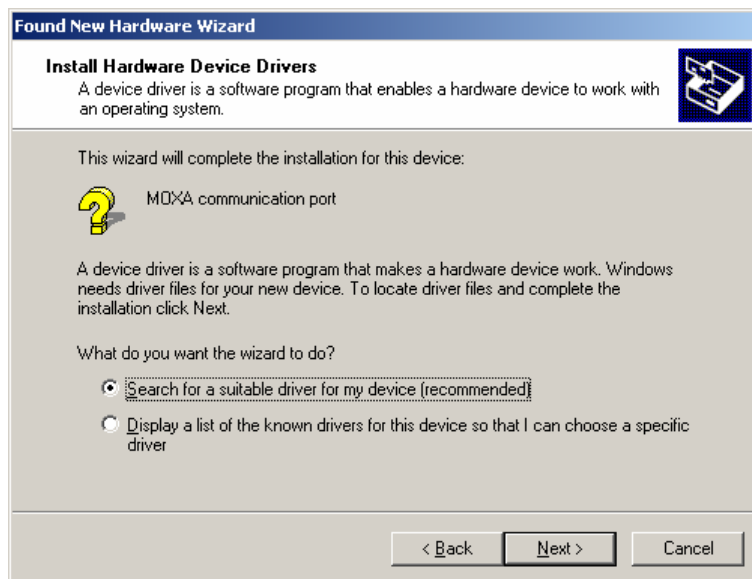 Found New Hardware Wizard
Install Hardware Device Drivers
A device driver is a software program that enables a hardware device to work with
an operating system.
This wizard will complete the installation for this device:
MOXA communication port
A device driver is a software program that makes a hardware device work. Windows
needs driver files for your new device. To locate driver files and complete the
installation click Next.
What do you want the wizard to do?
Search for a suitable driver for my device (recommended)
Display a list of the known drivers for this device so that I can choose a specific
driver
< Back
Next >
Cancel